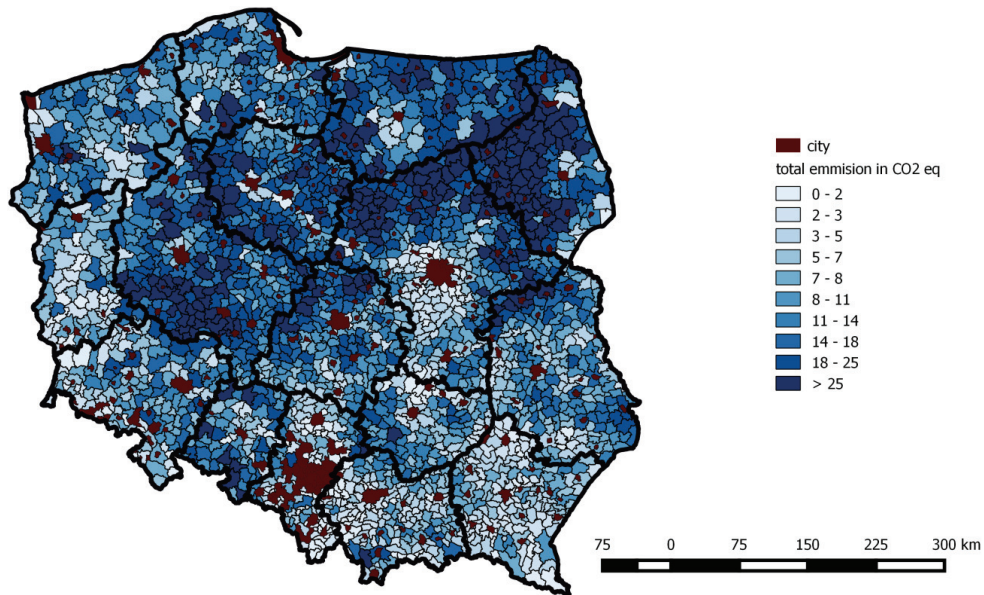 city
total emmision in CO2 eq
0 - 2
2 - 3
3 - 5
5 - 7
7 - 8
8 - 11
11 - 14
14 - 18
18 - 25
> 25
75 0 75 150 225 300 km